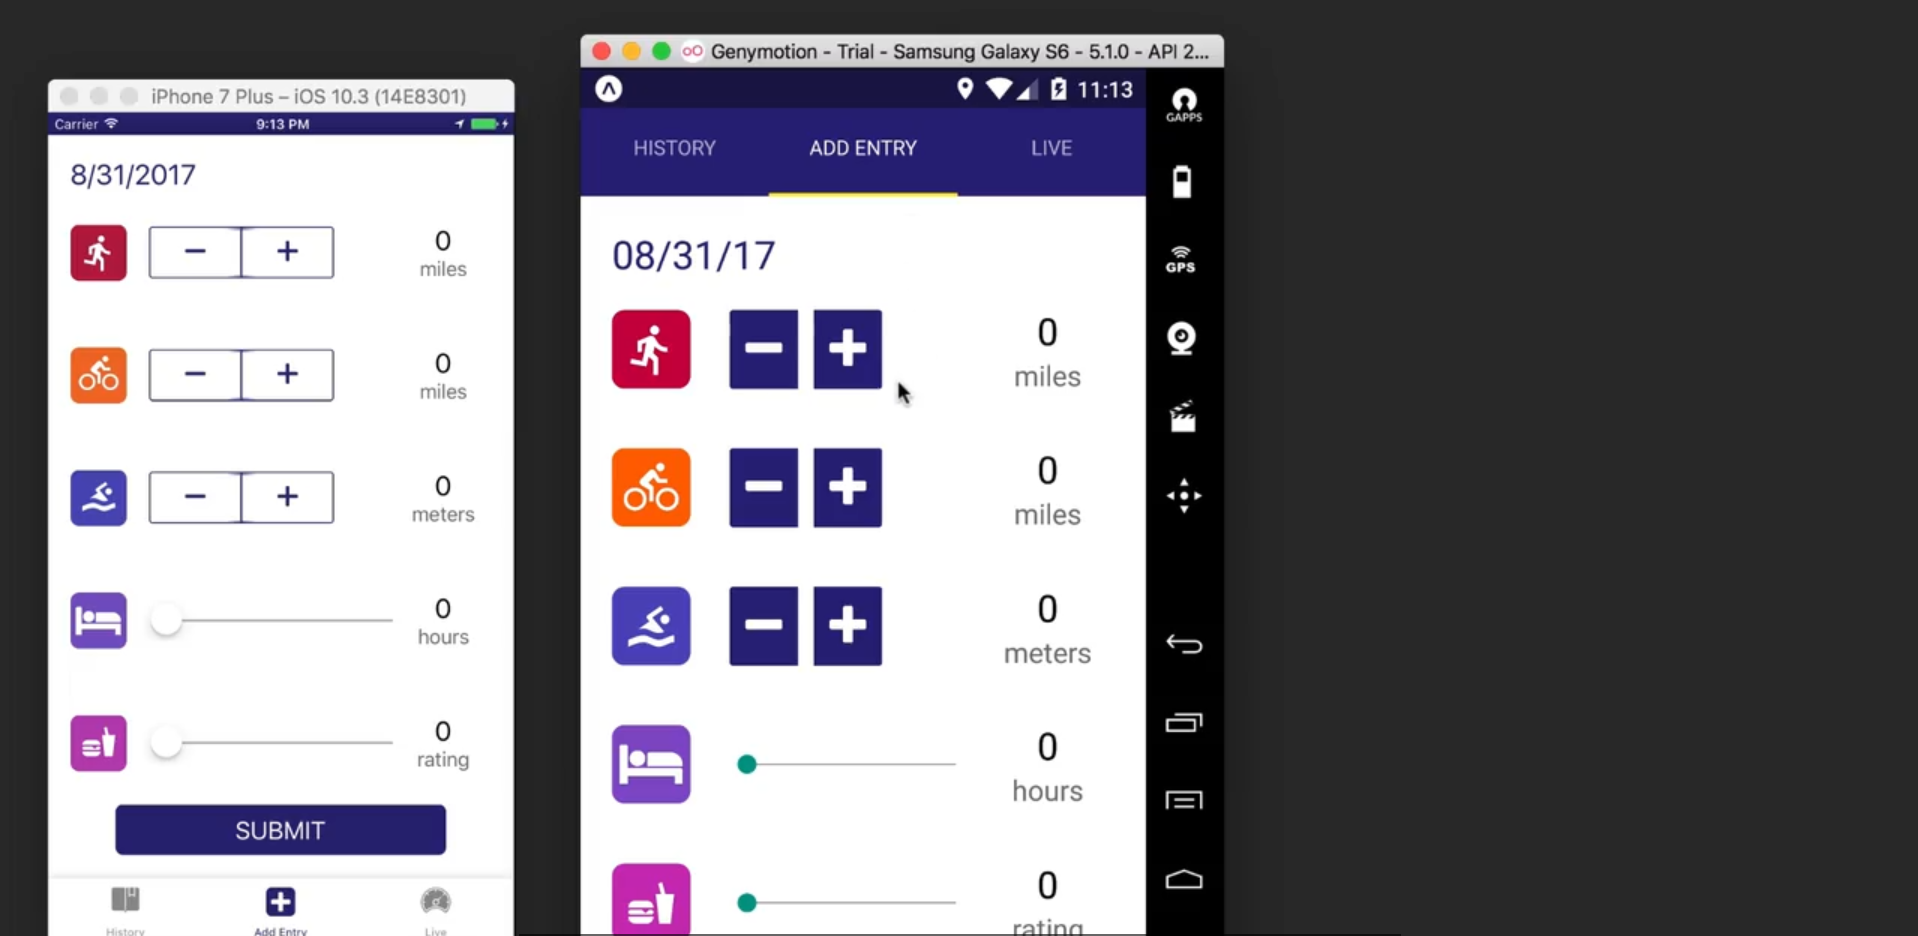 iPhone 7 Plus – iOS 10.3 (14E8301)
Carrier
9:13 PM
8/31/2017
0
miles
0
miles
0
meters
0
hours
0
rating
SUBMIT
History
Add Entry
Live
Genymotion - Trial - Samsung Galaxy S6 - 5.1.0 - API 2...
11:13
HISTORY
ADD ENTRY
LIVE
08/31/17
0
miles
0
miles
0
meters
0
hours
0
rating
GAPPS
GPS